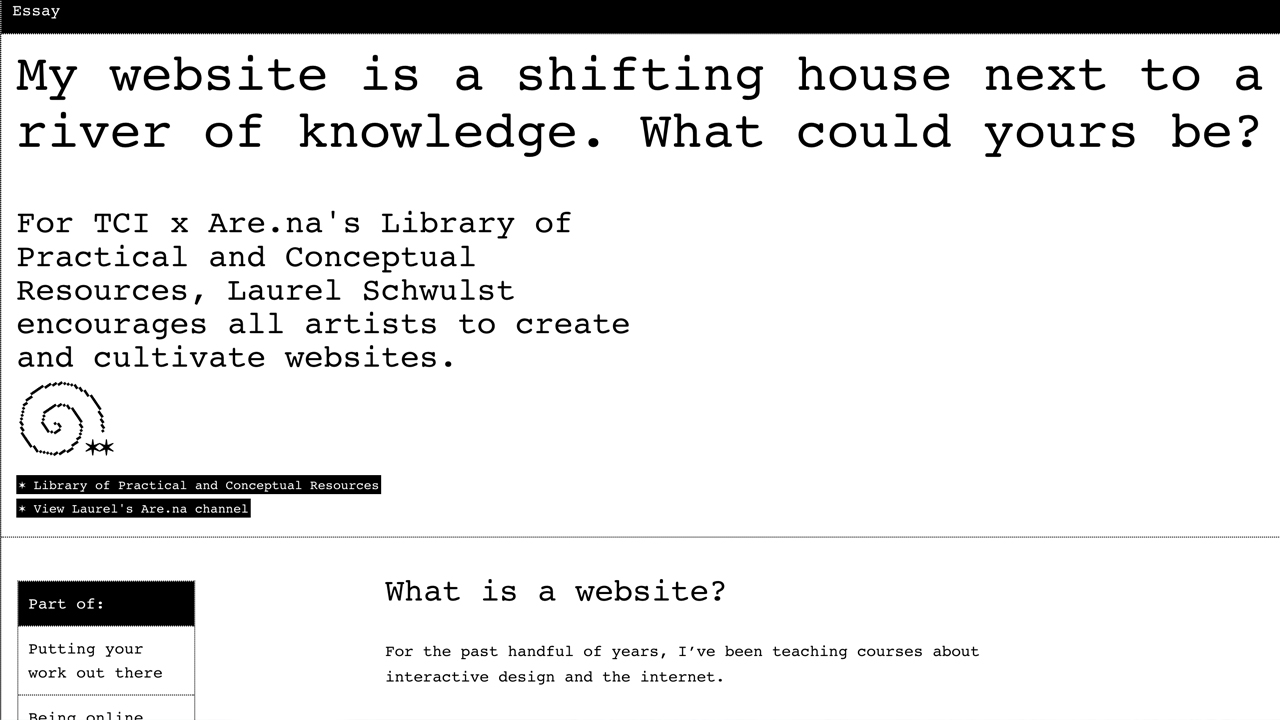 Essay
My website is a shifting house next to a
river of knowledge. What could yours be?
For TCI x Are.na's Library of
Practical and Conceptual
Resources, Laurel Schwulst
encourages all artists to create
and cultivate websites.
✶ Library of Practical and Conceptual Resources
✶ View Laurel's Are.na channel
Part of:
Putting your
work out there
Being online
What is a website?
For the past handful of years, I’ve been teaching courses about
interactive design and the internet.